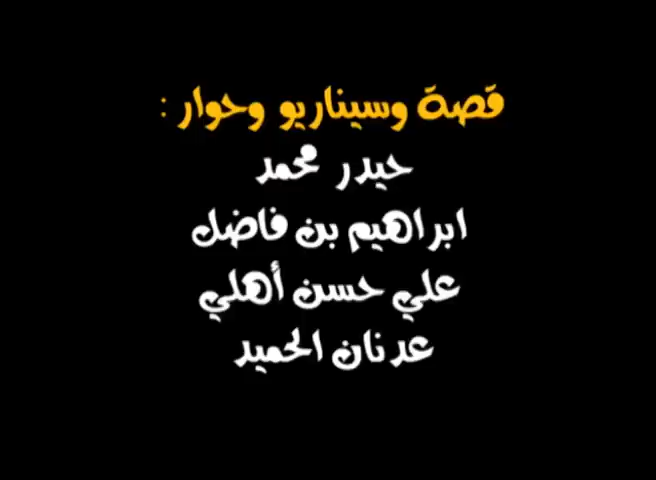 قصة وسيناريو وحوار :
حيدر محمد
ابراهيم بن فاضل
علي حسن أهلي
عدنان الحميد